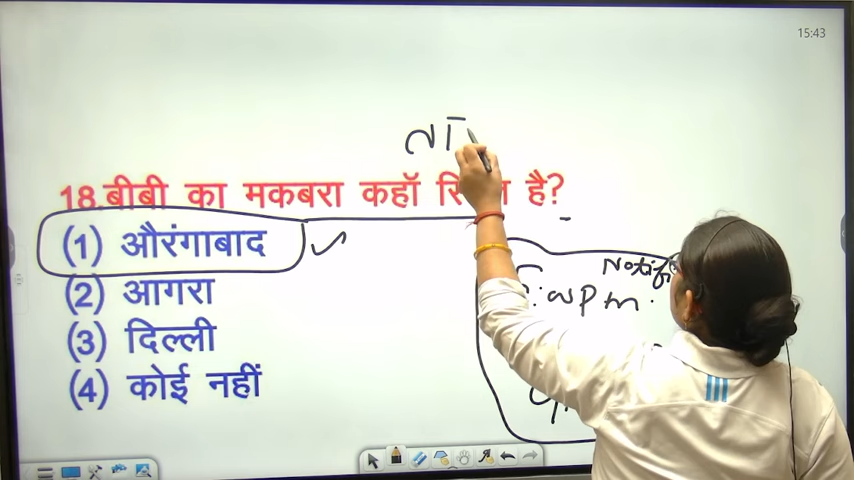 15:43
ता
18.बीबी का मकबरा कहॉ है?
(1) औरंगाबाद
(2) आगरा
(3) दिल्ली
(4) कोई नहीं